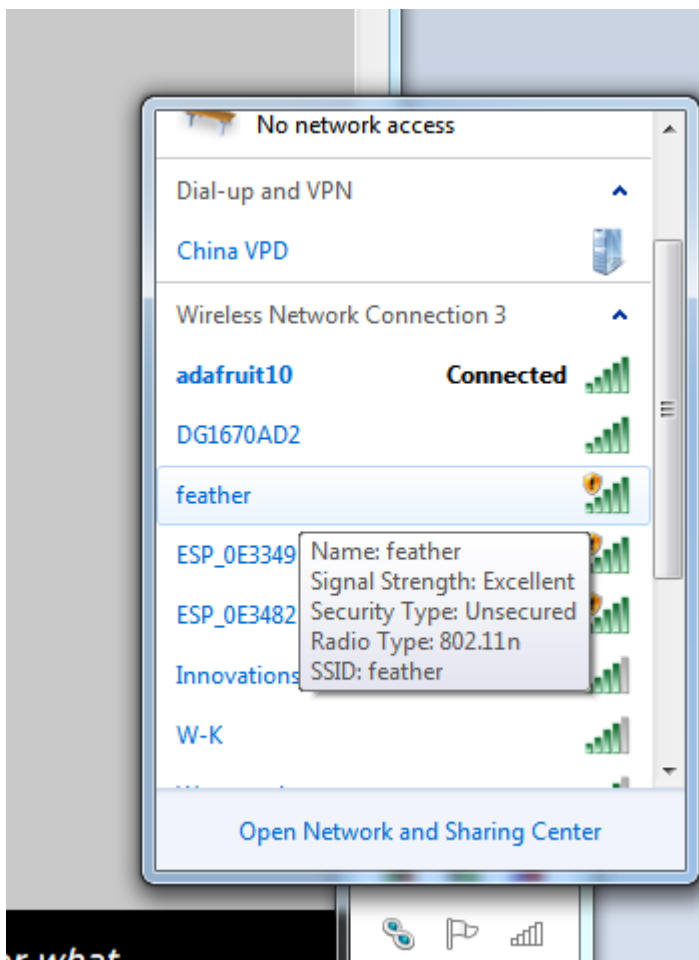 No network access
Dial-up and VPN
China VPD
Wireless Network Connection 3
adafruit10 Connected
DG1670AD2
feather
ESP_0E3349
ESP_0E3482
Innovations
W-K
Name: feather
Signal Strength: Excellent
Security Type: Unsecured
Radio Type: 802.11n
SSID: feather
Open Network and Sharing Center
what